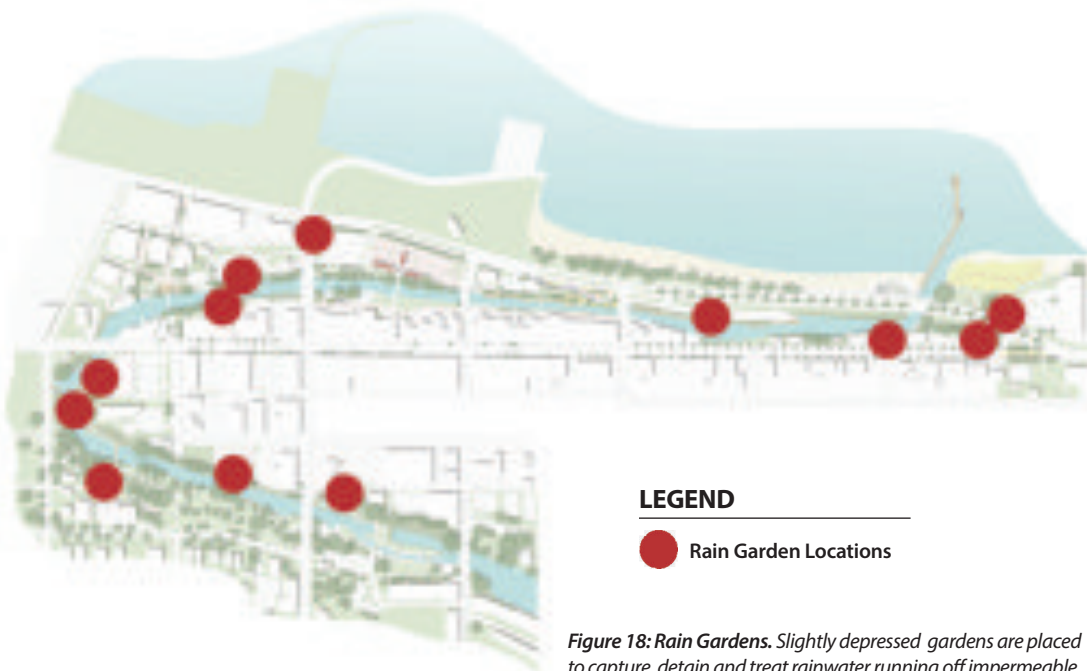 LEGEND
Rain Garden Locations
Figure 18: Rain Gardens. Slightly depressed gardens are placed
to capture, detain and treat rainwater running off impermeable